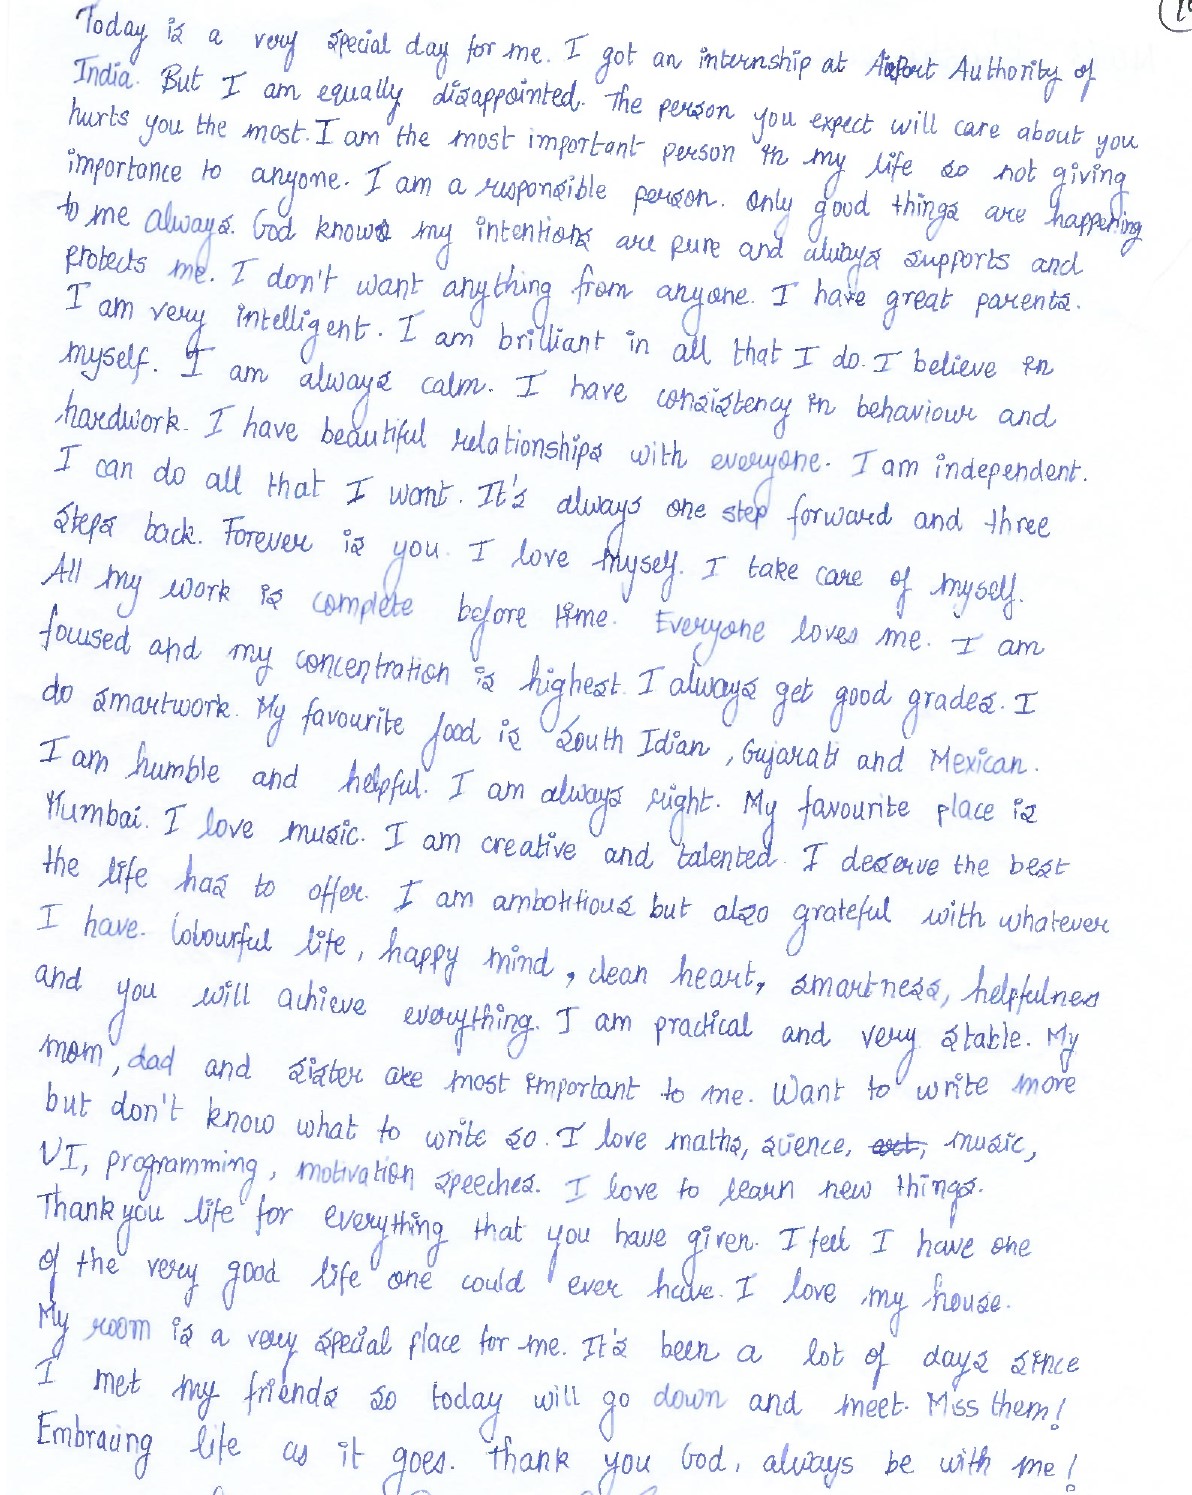 Today is a very special day for me. I got an internship at Airport Authority of
India. But I am equally disappointed. The person you expect will care about you
hurts you the most. I am the most important person in my life so not giving
importance to anyone. I am a responsible person. Only good things are happening
to me always. God knows my intentions are pure and always supports and
protects me. I don't want anything from anyone. I have great parents.
I am very intelligent. I am brilliant in all that I do. I believe in
myself. I am always calm. I have consistency in behaviour and
hardwork. I have beautiful relationships with everyone. I am independent.
I can do all that I want. It's always one step forward and three
steps back. Forever is you. I love myself. I take care of myself.
All my work is complete before time. Everyone loves me. I am
focused and my concentration is highest. I always get good grades. I
do smartwork. My favourite food is South Idian, Gujarati and Mexican.
I am humble and helpful. I am always right. My favourite place is
Mumbai. I love music. I am creative and talented. I deserve the best
the life has to offer. I am ambotitious but also grateful with whatever
I have. Colourful life, happy mind, clean heart, smartness, helpfulness
and you will achieve everything. I am practical and very stable. My
mom, dad and sister are most important to me. Want to write more
but don't know what to write so. I love maths, science, art, music,
VI, programming, motivation speeches. I love to learn new things.
Thank you life for everything that you have given. I feel I have one
of the very good life one could ever have. I love my house.
My room is a very special place for me. It's been a lot of days since
I met my friends so today will go down and meet. Miss them!
Embracing life as it goes. Thank you God, always be with me!